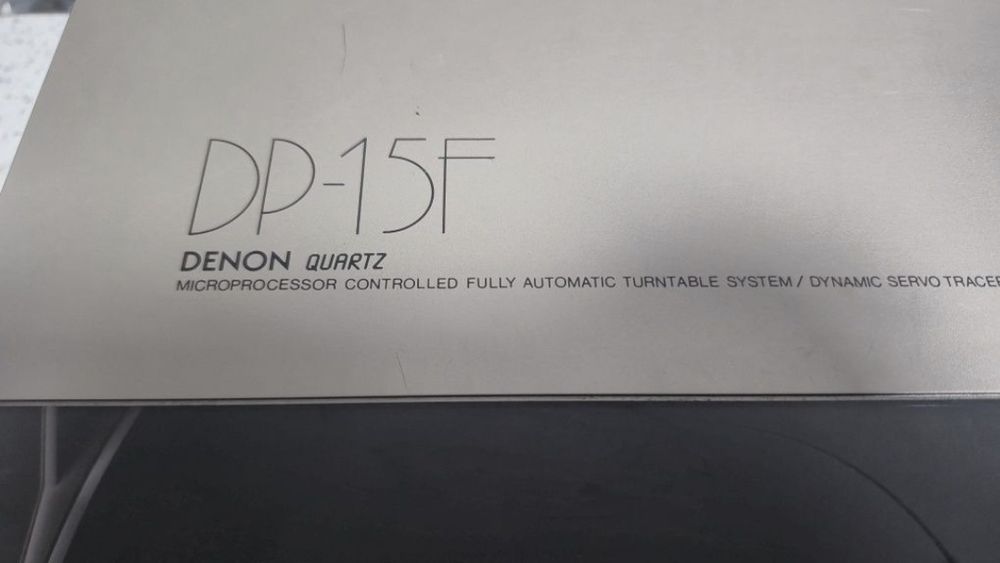 DP-15F
DENON QUARTZ
MICROPROCESSOR CONTROLLED FULLY AUTOMATIC TURNTABLE SYSTEM / DYNAMIC SERVO TRACER